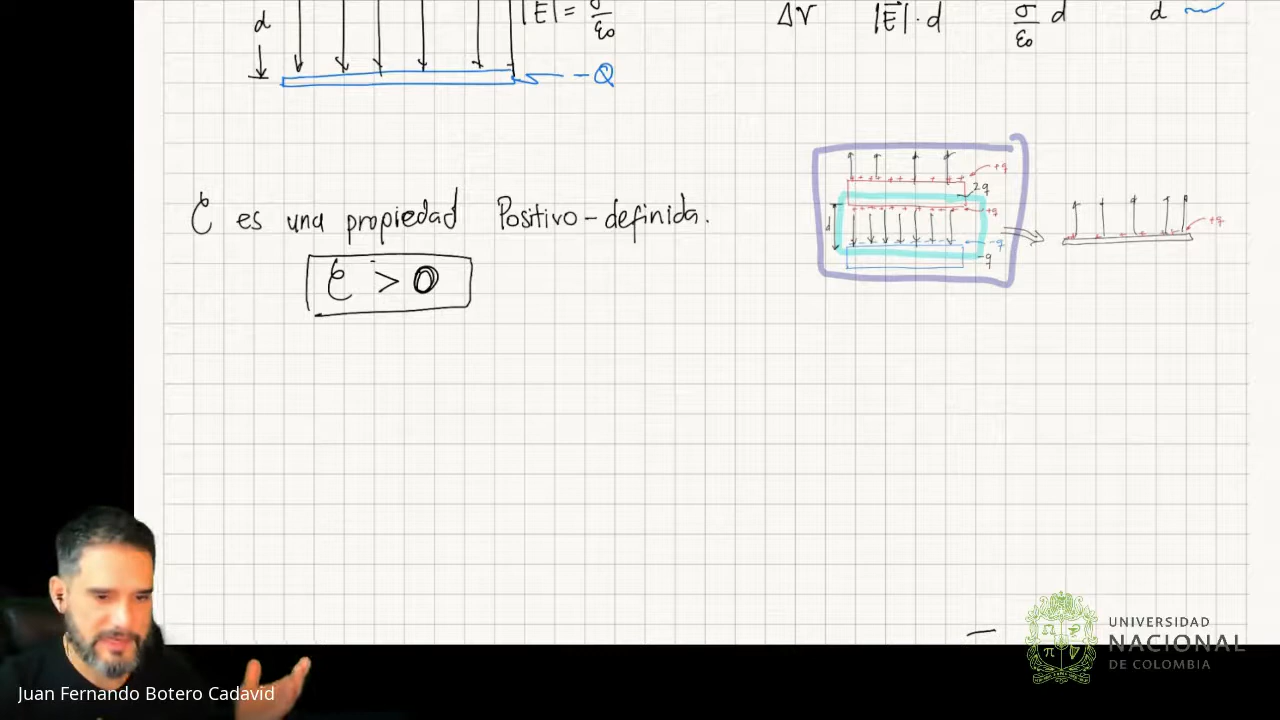 d
|E| = σ/ε₀
ΔV |E⃗| · d σ/ε₀ d d
- Q
C es una propiedad Positivo-definida.
C > 0
+q
2q
+q
d
-q
-q
+q
UNIVERSIDAD
NACIONAL
DE COLOMBIA
Juan Fernando Botero Cadavid